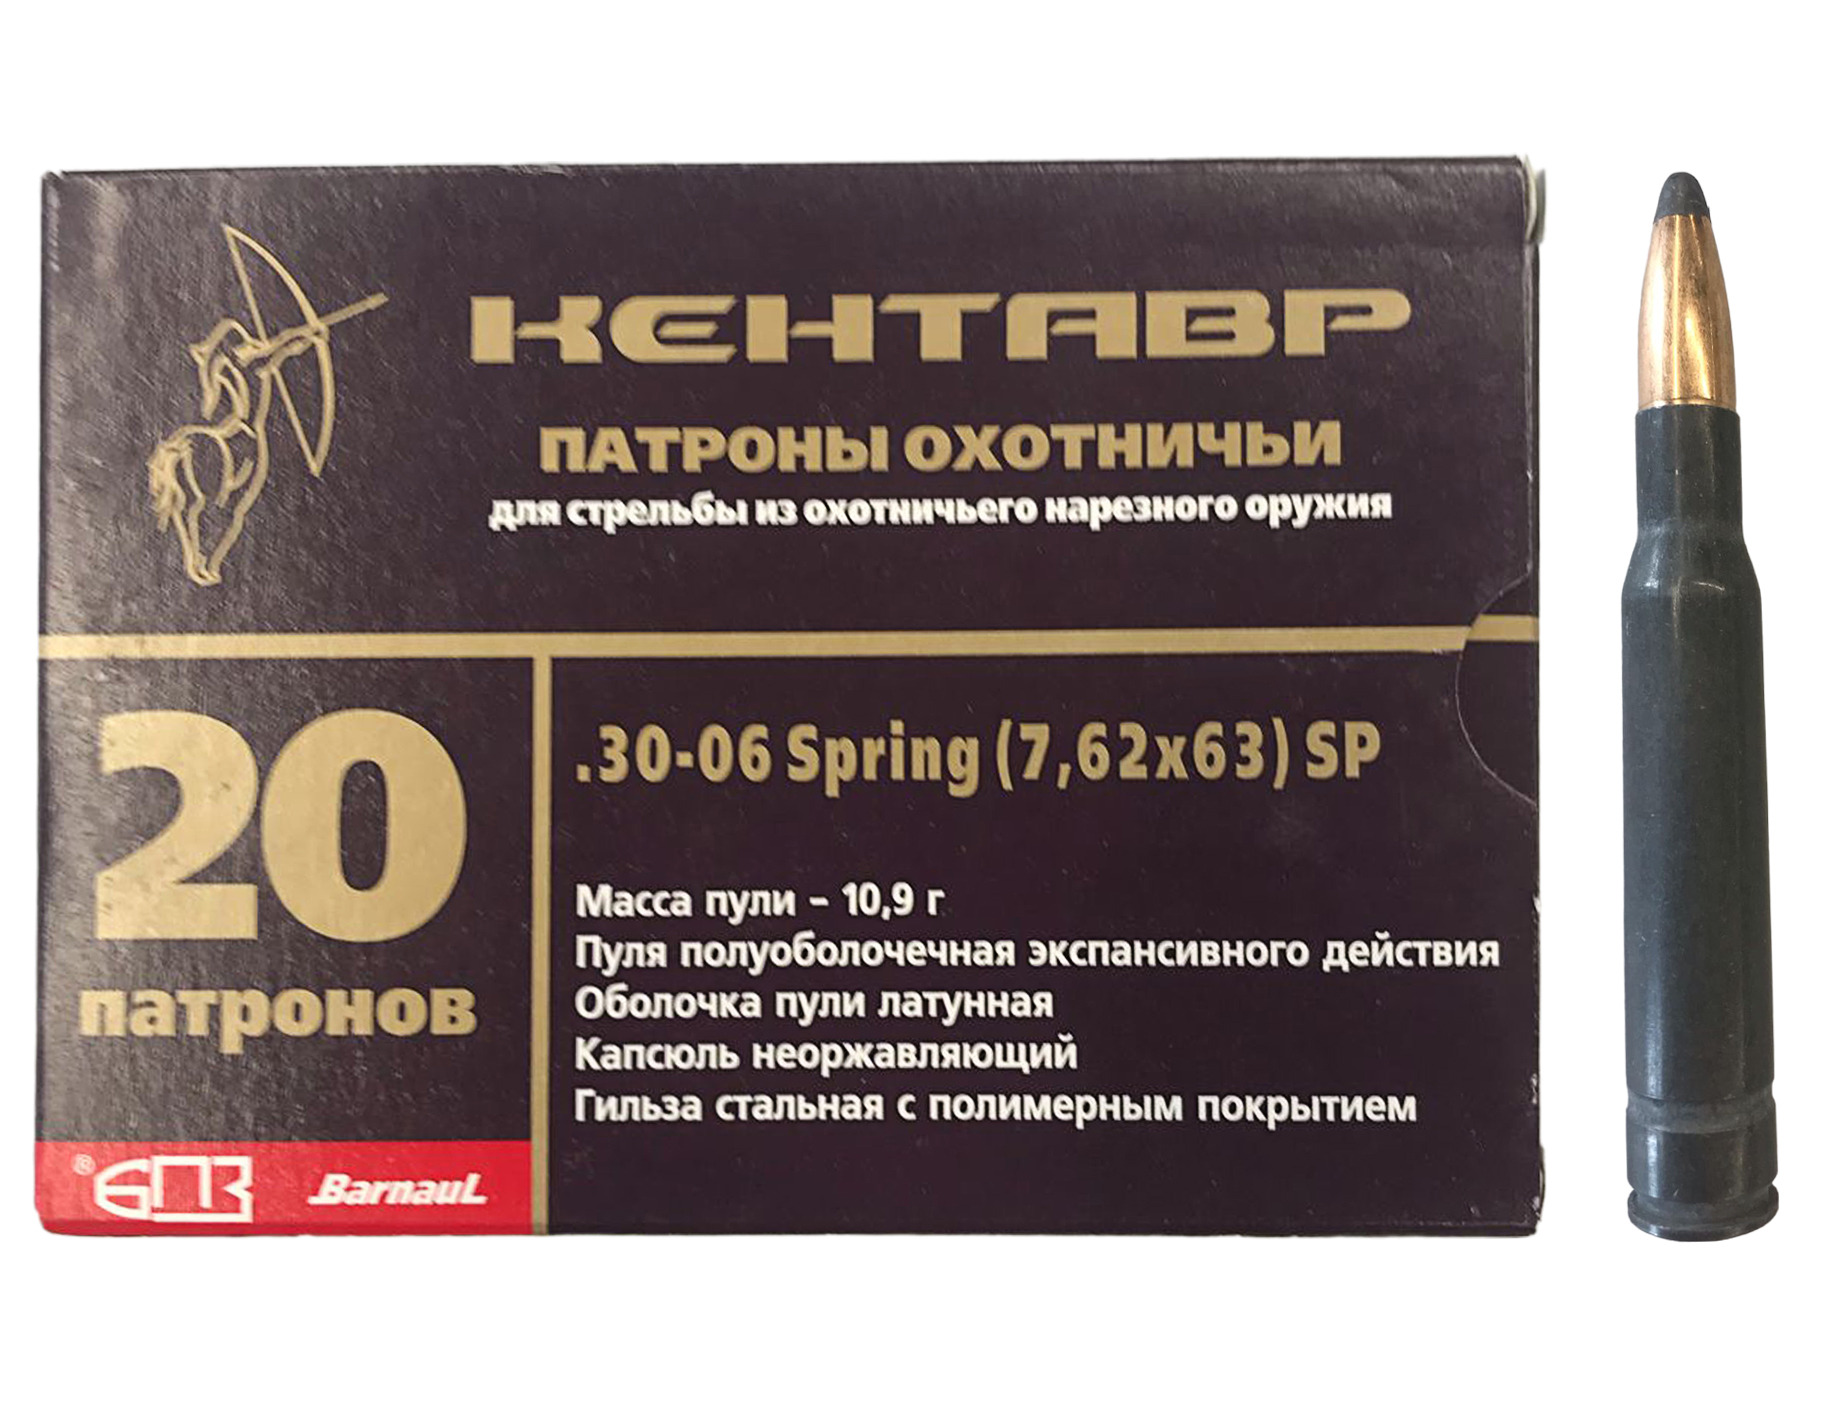 КЕНТАВР
ПАТРОНЫ ОХОТНИЧЬИ
для стрельбы из охотничьего нарезного оружия
20
патронов
.30-06 Spring (7,62x63) SP
Масса пули – 10,9 г
Пуля полуоболочечная экспансивного действия
Оболочка пули латунная
Капсюль неоржавляющий
Гильза стальная с полимерным покрытием
® БПЗ Barnaul